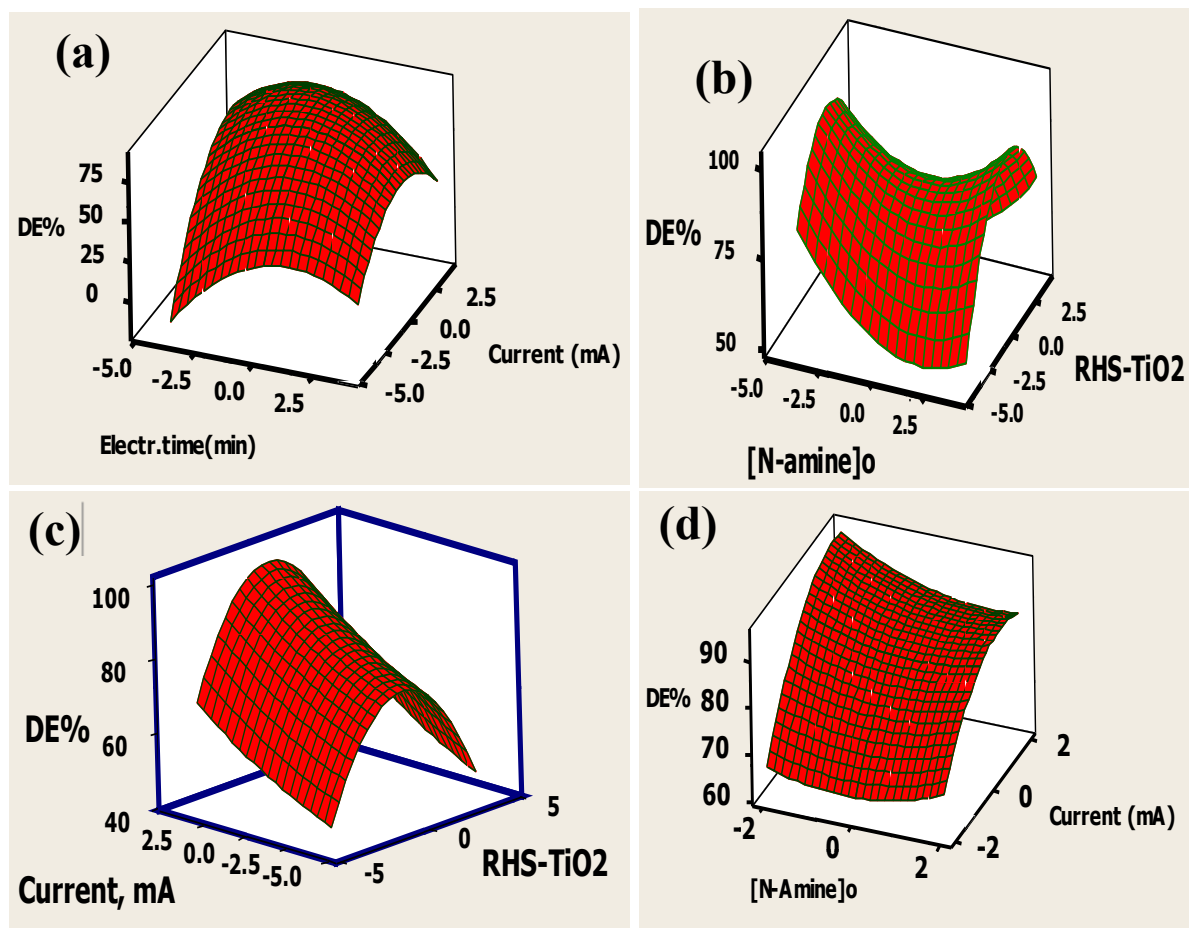 (a)
75
50
DE%
25
0
-5.0
-2.5
0.0
2.5
Electr.time(min)
2.5
0.0
-2.5
-5.0
Current (mA)
(b)
100
DE%
75
50
-5.0
-2.5
0.0
2.5
[N-amine]o
2.5
0.0
-2.5
-5.0
RHS-TiO2
(c)
100
80
DE%
60
40
2.5
0.0
-2.5
-5.0
Current, mA
5
0
-5
RHS-TiO2
(d)
90
DE%
80
70
60
-2
0
2
[N-Amine]o
2
0
-2
Current (mA)